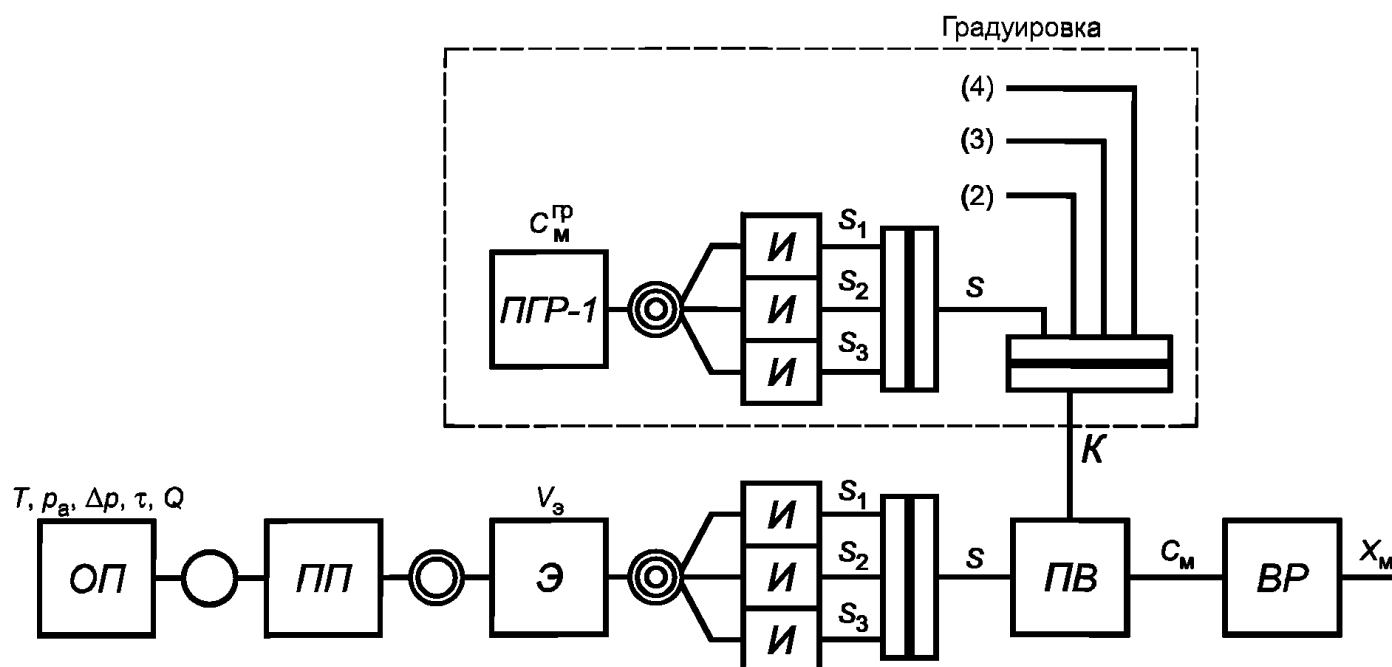 Градуировка
(4)
(3)
(2)
C_м^гр
ПГР-1
И
И
И
S₁
S₂
S₃
S
К
T, pₐ, Δp, τ, Q
ОП
ПП
V_э
Э
И
И
И
S₁
S₂
S₃
S
ПВ
C_м
ВР
X_м